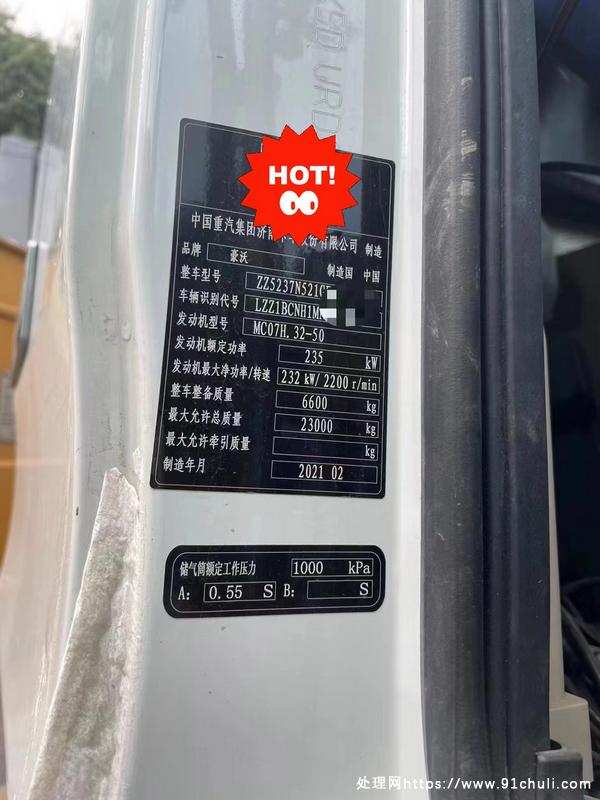 HOT!
中国重汽集团济南 股份有限公司 制造
品牌 豪沃 制造国 中国
整车型号 ZZ5237N521G
车辆识别代号 LZZ1BCNH1M
发动机型号 MC07H.32-50
发动机额定功率 235 kW
发动机最大净功率/转速 232 kW/ 2200 r/min
整车整备质量 6600 kg
最大允许总质量 23000 kg
最大允许牵引质量 kg
制造年月 2021 02
储气筒额定工作压力 1000 kPa
A: 0.55 S B: S
处理网https://www.91chuli.com